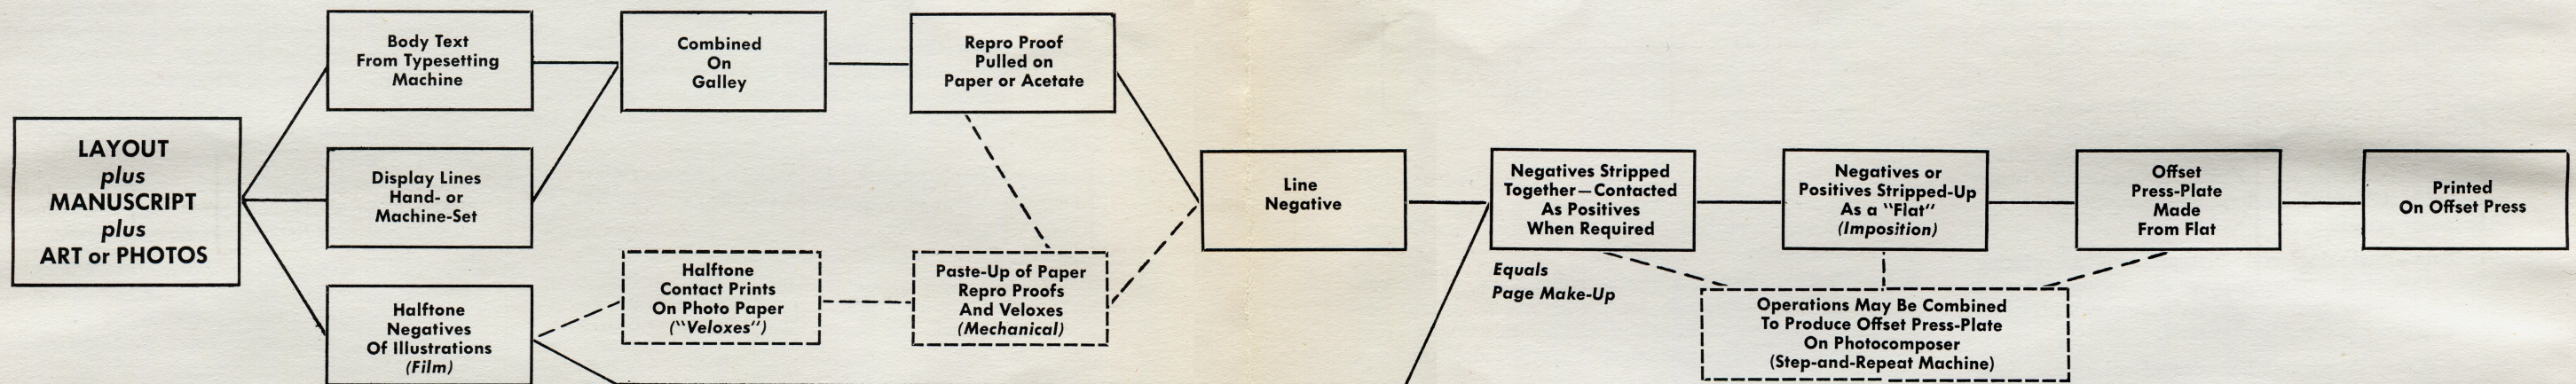 LAYOUT
plus
MANUSCRIPT
plus
ART or PHOTOS
Body Text
From Typesetting
Machine
Display Lines
Hand- or
Machine-Set
Halftone
Negatives
Of Illustrations
(Film)
Combined
On
Galley
Halftone
Contact Prints
On Photo Paper
("Veloxes")
Repro Proof
Pulled on
Paper or Acetate
Paste-Up of Paper
Repro Proofs
And Veloxes
(Mechanical)
Line
Negative
Negatives Stripped
Together—Contacted
As Positives
When Required
Equals
Page Make-Up
Negatives or
Positives Stripped-Up
As a "Flat"
(Imposition)
Offset
Press-Plate
Made
From Flat
Operations May Be Combined
To Produce Offset Press-Plate
On Photocomposer
(Step-and-Repeat Machine)
Printed
On Offset Press